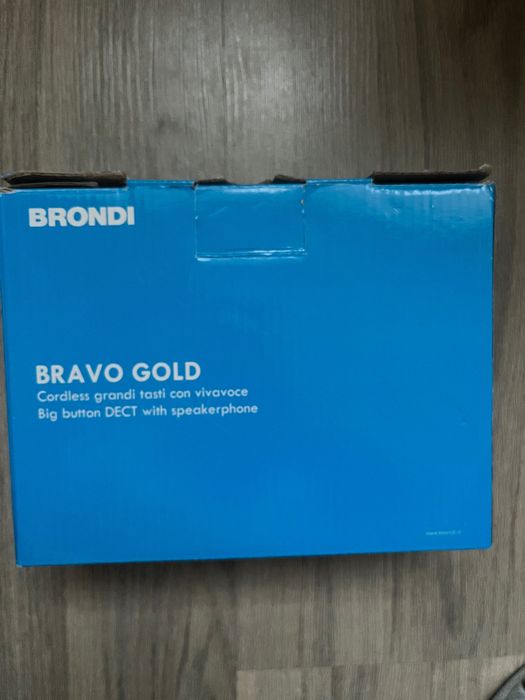 BRONDI
BRAVO GOLD
Cordless grandi tasti con vivavoce
Big button DECT with speakerphone